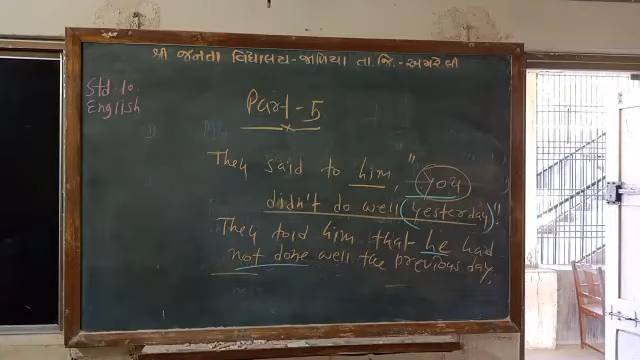 શ્રી જનતા વિદ્યાલય-જાળિયા તા.જિ.-અમરેલી
Std. 10.
English
Part-5
They said to him, "you
didn't do well yesterday".
They told him that he had
not done well the previous day.